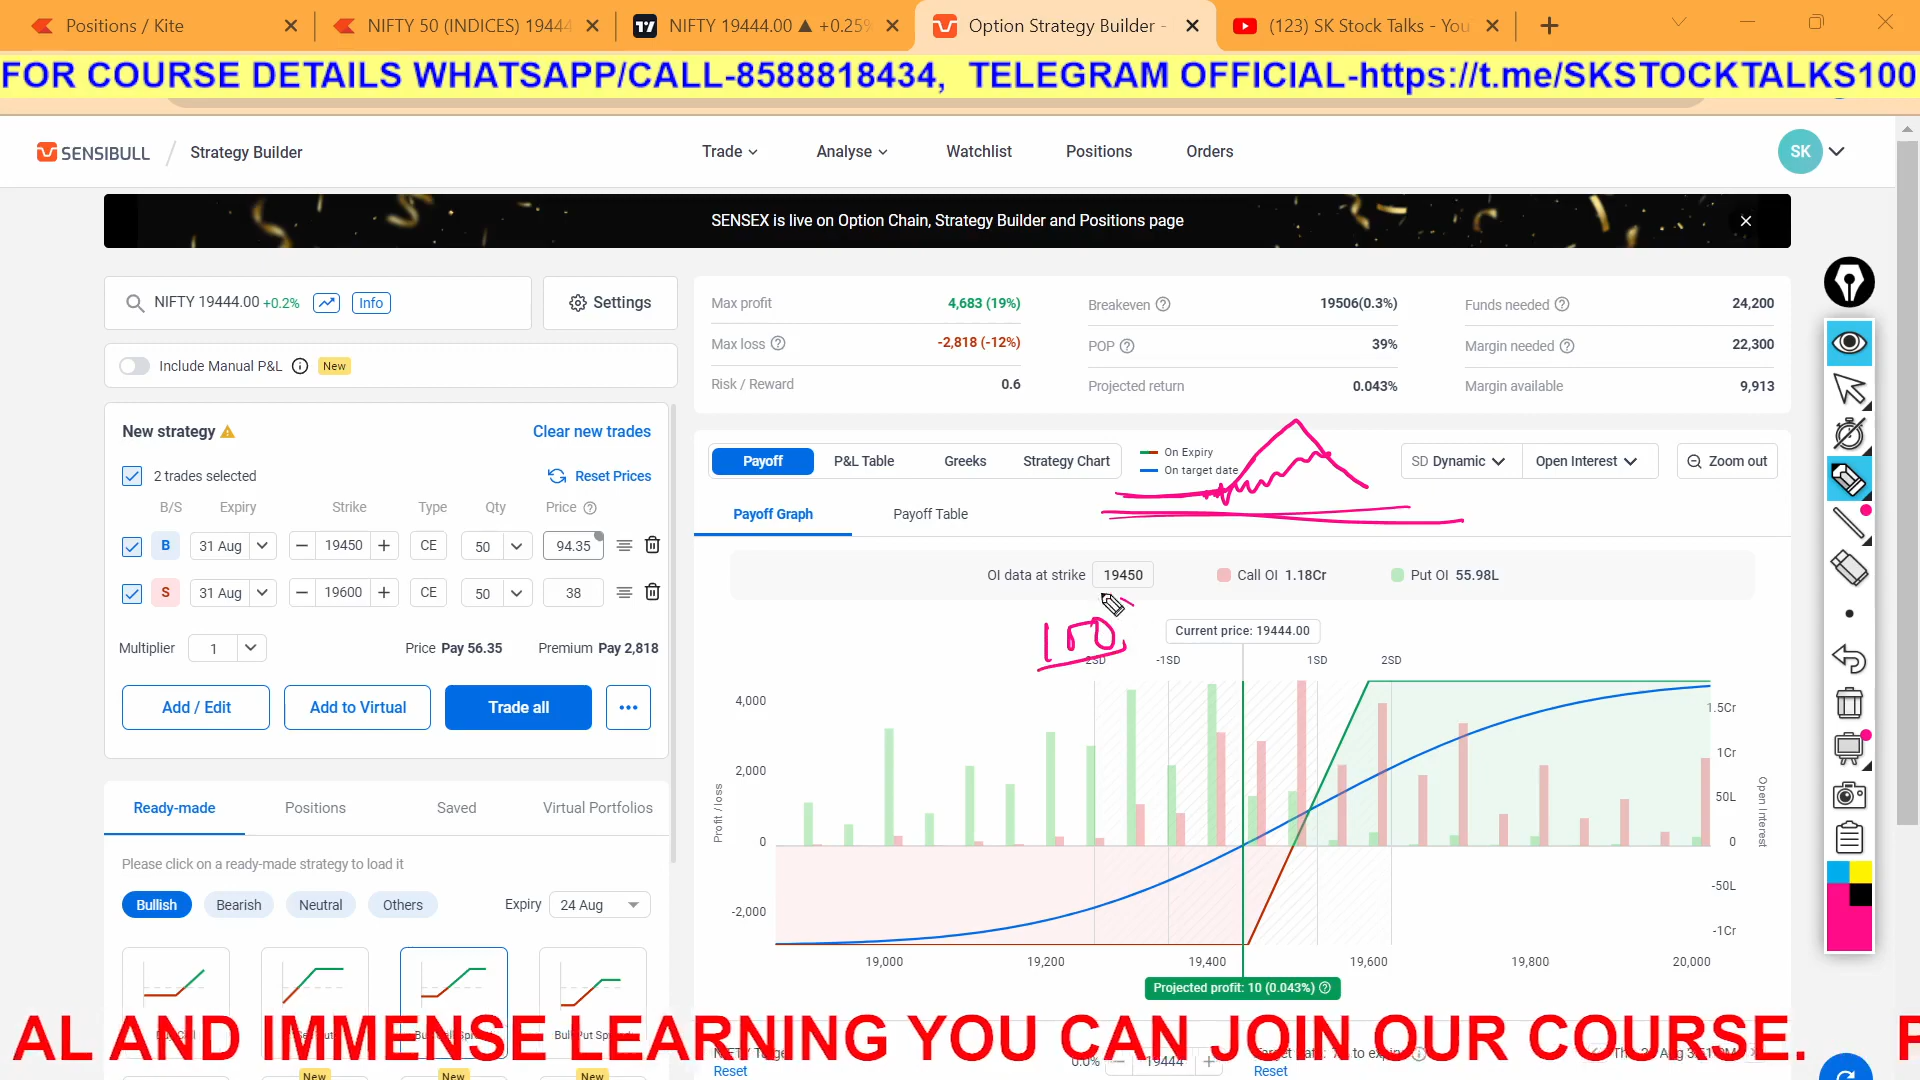 Positions / Kite
NIFTY 50 (INDICES) 19444
NIFTY 19444.00 ▲ +0.25%
Option Strategy Builder -
(123) SK Stock Talks - You
FOR COURSE DETAILS WHATSAPP/CALL-8588818434, TELEGRAM OFFICIAL-https://t.me/SKSTOCKTALKS100
SENSIBULL / Strategy Builder
Trade
Analyse
Watchlist
Positions
Orders
SK
SENSEX is live on Option Chain, Strategy Builder and Positions page
NIFTY 19444.00 +0.2% Info
Settings
Include Manual P&L New
Max profit 4,683 (19%)
Max loss -2,818 (-12%)
Risk / Reward 0.6
Breakeven 19506(0.3%)
POP 39%
Projected return 0.043%
Funds needed 24,200
Margin needed 22,300
Margin available 9,913
New strategy Clear new trades
2 trades selected Reset Prices
B/S Expiry Strike Type Qty Price
B 31 Aug 19450 CE 50 94.35
S 31 Aug 19600 CE 50 38
Multiplier 1 Price Pay 56.35 Premium Pay 2,818
Add / Edit
Add to Virtual
Trade all
Ready-made
Positions
Saved
Virtual Portfolios
Please click on a ready-made strategy to load it
Bullish
Bearish
Neutral
Others
Expiry 24 Aug
New New New
Payoff
P&L Table
Greeks
Strategy Chart
On Expiry
On target date
SD Dynamic
Open Interest
Zoom out
Payoff Graph
Payoff Table
OI data at strike 19450 Call OI 1.18Cr Put OI 55.98L
150
Current price: 19444.00
2SD -1SD 1SD 2SD
4,000
2,000
0
-2,000
Profit / loss
1.5Cr
1Cr
50L
0
-50L
-1Cr
Open Interest
19,000 19,200 19,400 19,600 19,800 20,000
Projected profit: 10 (0.043%)
AL AND IMMENSE LEARNING YOU CAN JOIN OUR COURSE.
0.0% 19444
Reset
Reset